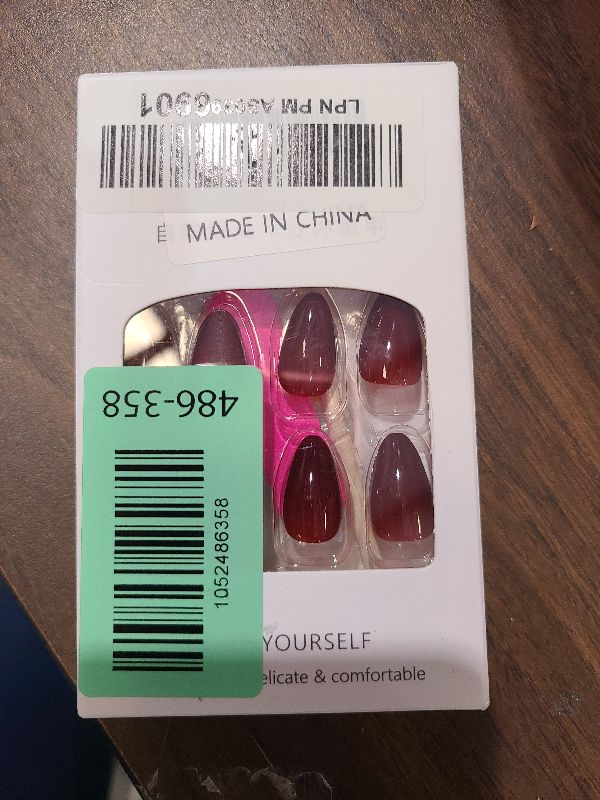 LPN PM
MADE IN CHINA
486-358
1052486358
YOURSELF
elicate & comfortable